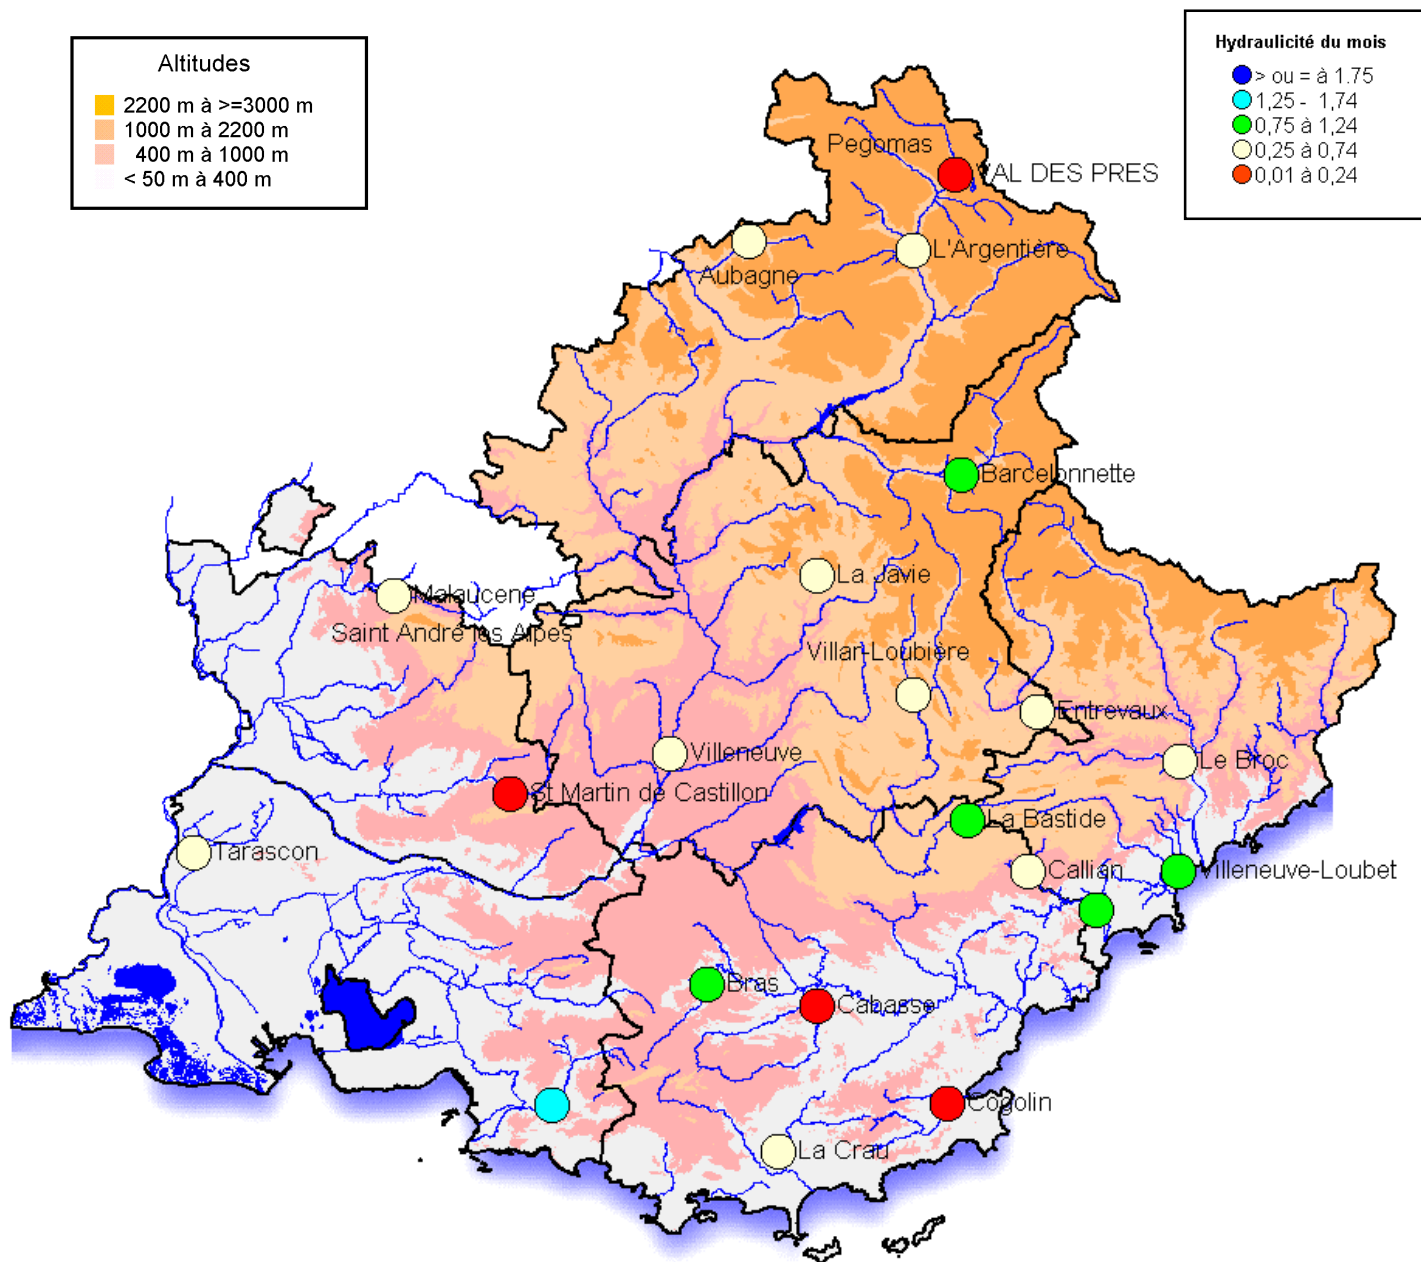 Altitudes
2200 m à >=3000 m
1000 m à 2200 m
400 m à 1000 m
< 50 m à 400 m
Hydraulicité du mois
> ou = à 1.75
1,25 - 1,74
0,75 à 1,24
0,25 à 0,74
0,01 à 0,24
Pegomas
VAL DES PRES
L'Argentière
Aubagne
Barcelonnette
La Javie
Malaucene
Saint André les Alpes
Villar-Loubière
Entrevaux
Villeneuve
Le Broc
St Martin de Castillon
La Bastide
Tarascon
Callian
Villeneuve-Loubet
Bras
Cabasse
Cogolin
La Crau